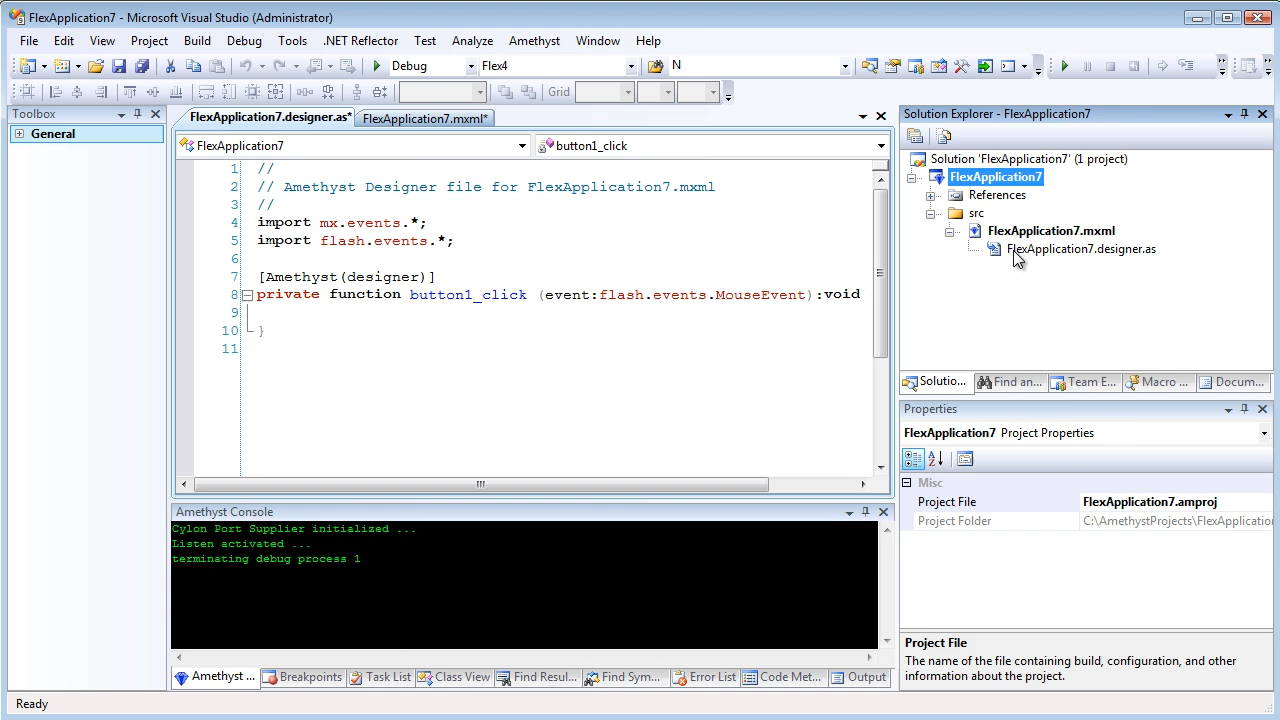 FlexApplication7 - Microsoft Visual Studio (Administrator)
File Edit View Project Build Debug Tools .NET Reflector Test Analyze Amethyst Window Help
Debug Flex4 N
Grid
Toolbox
General
FlexApplication7.designer.as* FlexApplication7.mxml*
FlexApplication7 button1_click
1 //
2 // Amethyst Designer file for FlexApplication7.mxml
3 //
4 import mx.events.*;
5 import flash.events.*;
6
7 [Amethyst(designer)]
8 private function button1_click (event:flash.events.MouseEvent):void
9
10 }
11
Amethyst Console
Cylon Port Supplier initialized ...
Listen activated ...
terminating debug process 1
Amethyst ... Breakpoints Task List Class View Find Resul... Find Sym... Error List Code Met... Output
Solution Explorer - FlexApplication7
Solution 'FlexApplication7' (1 project)
FlexApplication7
References
src
FlexApplication7.mxml
FlexApplication7.designer.as
Solutio... Find an... Team E... Macro ... Docum...
Properties
FlexApplication7 Project Properties
Misc
Project File FlexApplication7.amproj
Project Folder C:\AmethystProjects\FlexApplication
Project File
The name of the file containing build, configuration, and other
information about the project.
Ready